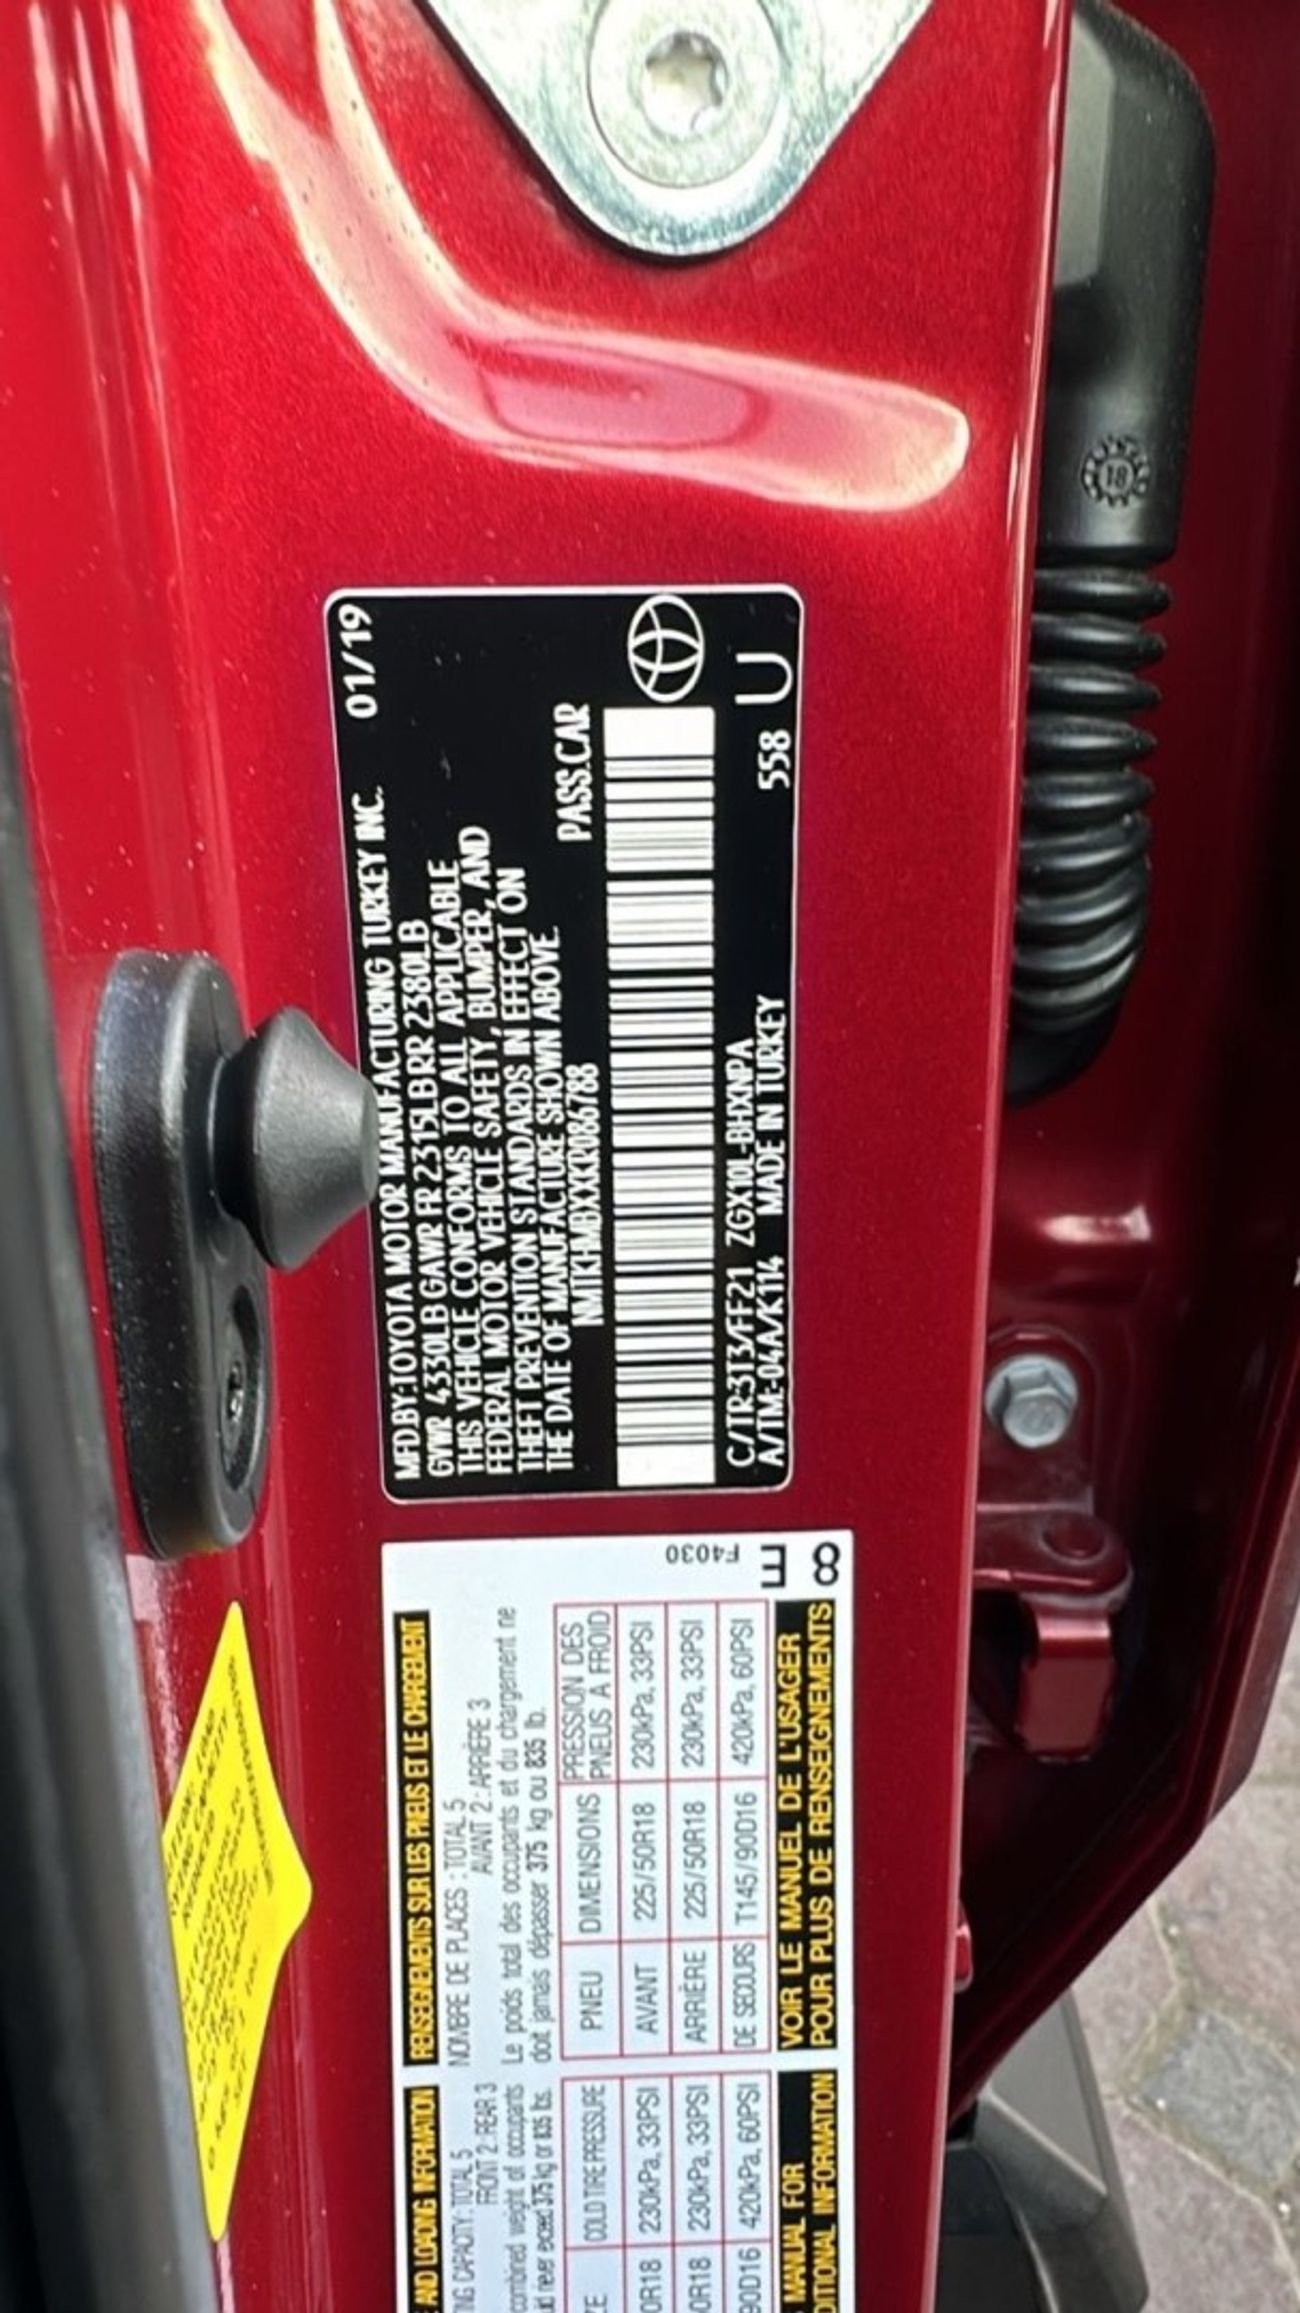 MFD.BY:TOYOTA MOTOR MANUFACTURING TURKEY INC. 01/19
GVWR 4330LB GAWR FR 2315LB RR 2380LB
THIS VEHICLE CONFORMS TO ALL APPLICABLE
FEDERAL MOTOR VEHICLE SAFETY, BUMPER, AND
THEFT PREVENTION STANDARDS IN EFFECT ON
THE DATE OF MANUFACTURE SHOWN ABOVE.
NMTKHMBXXKR086788 PASS.CAR
C/TR:3T3/FF21 ZGX10L-BHXNPA
A/TM:-04A/K114 MADE IN TURKEY 558 U
18
AND LOADING INFORMATION
CAPACITY: TOTAL 5
FRONT 2 : REAR 3
combined weight of occupants
never exceed 375 kg or 835 lbs.
COLD TIRE PRESSURE
230kPa, 33PSI
230kPa, 33PSI
420kPa, 60PSI
MANUAL FOR
INFORMATION
RENSEIGNEMENTS SUR LES PNEUS ET LE CHARGEMENT
NOMBRE DE PLACES : TOTAL 5
AVANT 2 : ARRIÈRE 3
Le poids total des occupants et du chargement ne
doit jamais dépasser 375 kg ou 835 lb.
PNEU DIMENSIONS PRESSION DES PNEUS A FROID
AVANT 225/50R18 230kPa, 33PSI
ARRIÈRE 225/50R18 230kPa, 33PSI
DE SECOURS T145/90D16 420kPa, 60PSI
VOIR LE MANUEL DE L'USAGER
POUR PLUS DE RENSEIGNEMENTS
F4030
8E